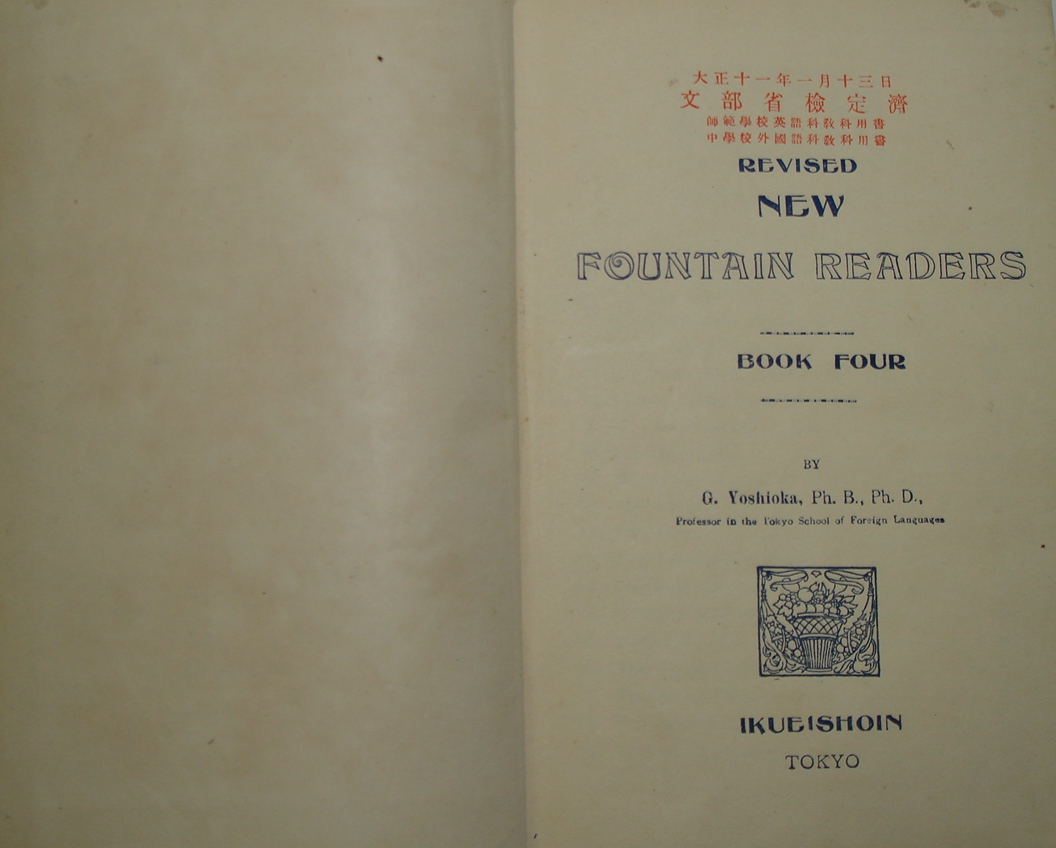 大正十一年一月十三日
文部省檢定濟
師範學校英語科敎科用書
中學校外國語科敎科用書
REVISED
NEW
FOUNTAIN READERS
BOOK FOUR
BY
G. Yoshioka, Ph. B., Ph. D.,
Professor in the Tokyo School of Foreign Languages
IKUEISHOIN
TOKYO